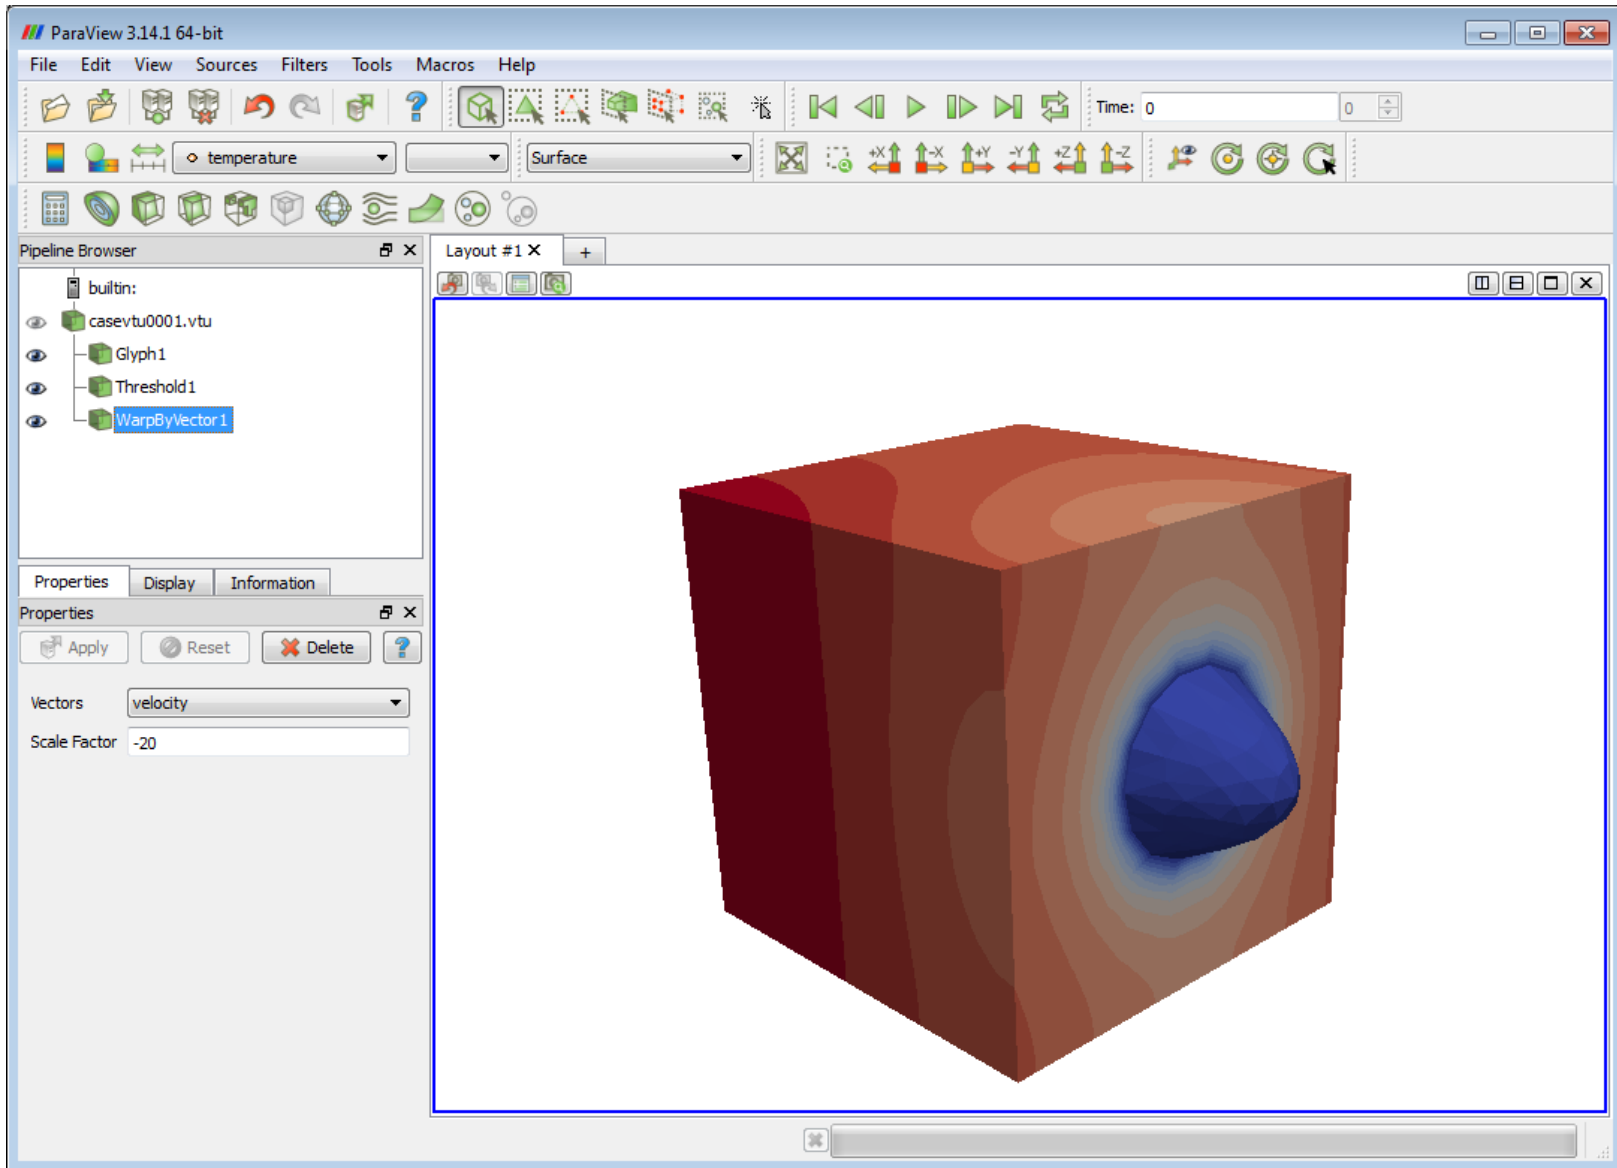 ParaView 3.14.1 64-bit
File Edit View Sources Filters Tools Macros Help
Time: 0 0
temperature Surface +X -X +Y -Y +Z -Z
Pipeline Browser
Layout #1 +
builtin:
casevtu0001.vtu
Glyph1
Threshold1
WarpByVector1
Properties Display Information
Properties
Apply Reset Delete ?
Vectors velocity
Scale Factor -20